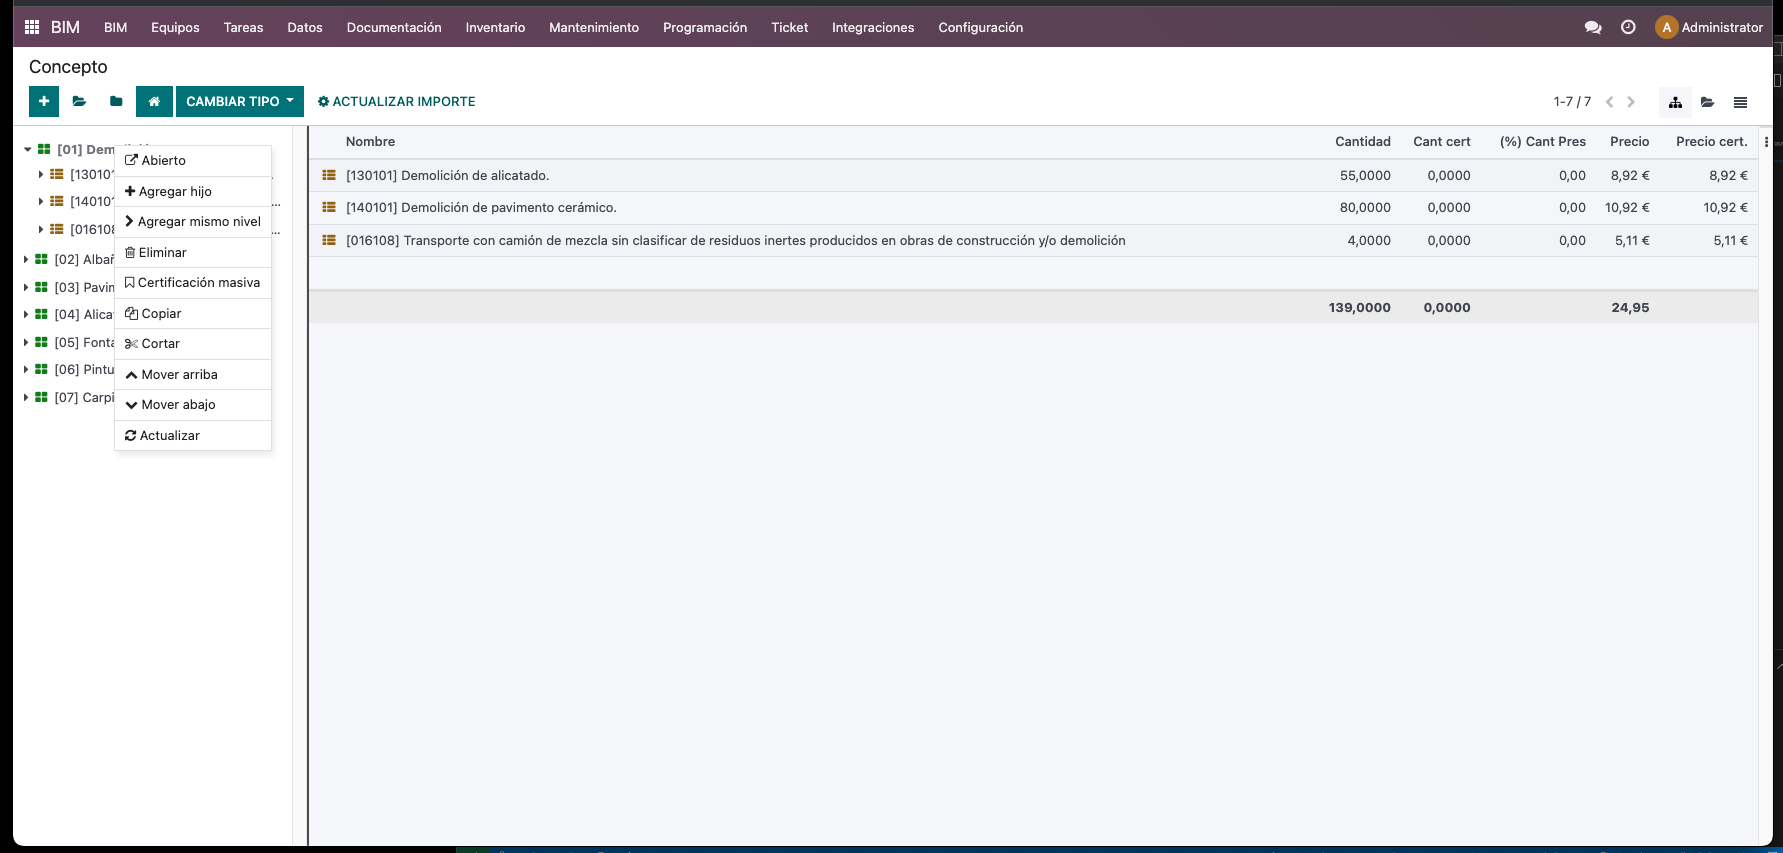 BIM BIM Equipos Tareas Datos Documentación Inventario Mantenimiento Programación Ticket Integraciones Configuración A Administrator
Concepto
CAMBIAR TIPO ACTUALIZAR IMPORTE 1-7 / 7
Nombre Cantidad Cant cert (%) Cant Pres Precio Precio cert.
[01] Dem
[13010
[14010 ...
[016108 ...
[02] Albañ
[03] Pavin
[04] Alica
[05] Fonta
[06] Pintu
[07] Carpi
Abierto
Agregar hijo
Agregar mismo nivel
Eliminar
Certificación masiva
Copiar
Cortar
Mover arriba
Mover abajo
Actualizar
[130101] Demolición de alicatado. 55,0000 0,0000 0,00 8,92 € 8,92 €
[140101] Demolición de pavimento cerámico. 80,0000 0,0000 0,00 10,92 € 10,92 €
[016108] Transporte con camión de mezcla sin clasificar de residuos inertes producidos en obras de construcción y/o demolición 4,0000 0,0000 0,00 5,11 € 5,11 €
139,0000 0,0000 24,95